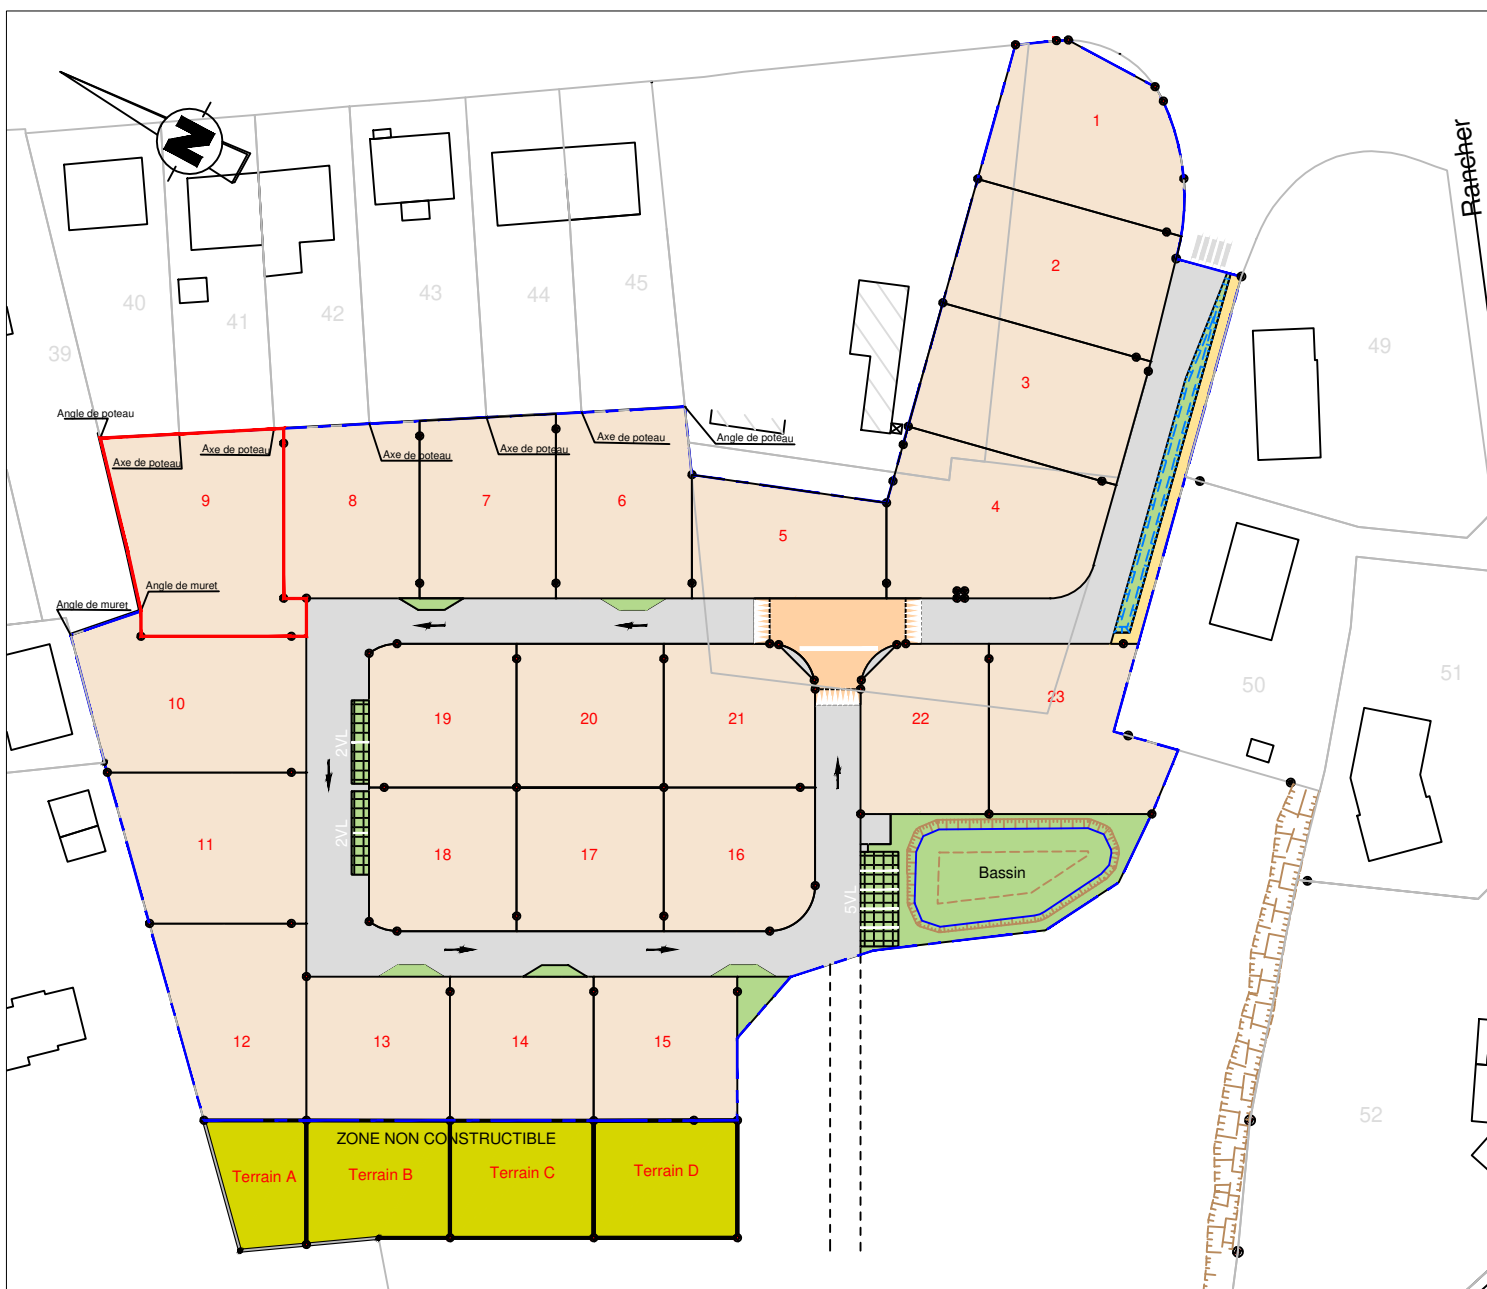 N
1
Rancher
2
40
41
42
43
44
45
39
49
3
Angle de poteau
Axe de poteau
Axe de poteau
Axe de poteau
Axe de poteau
Axe de poteau
Angle de poteau
9
8
7
6
5
4
Angle de muret
Angle de muret
10
2VL
19
20
21
22
23
50
51
11
2VL
18
17
16
5VL
Bassin
12
13
14
15
52
ZONE NON CONSTRUCTIBLE
Terrain A
Terrain B
Terrain C
Terrain D